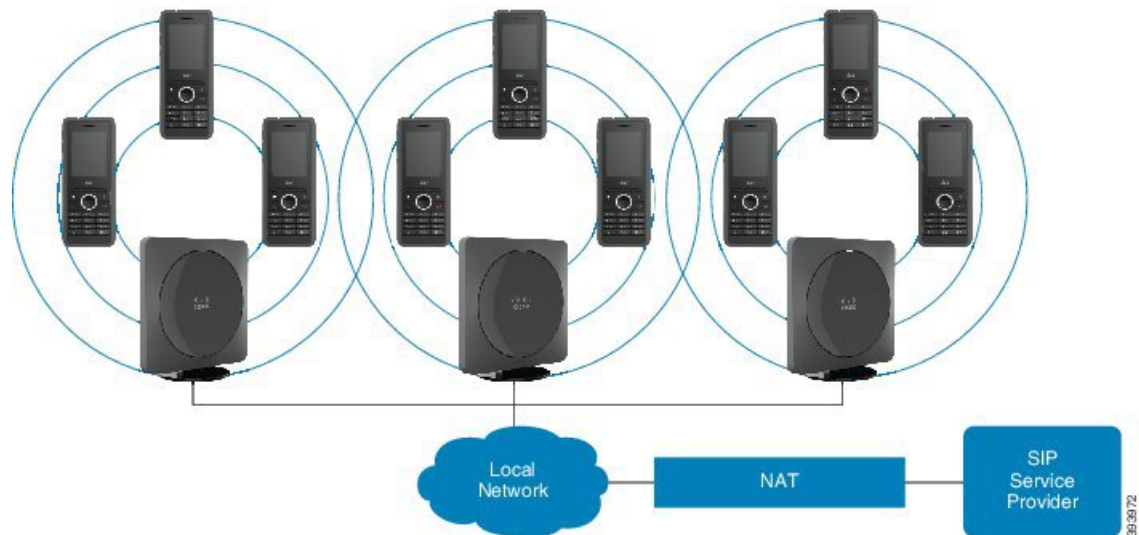 Local
Network
NAT
SIP
Service
Provider
393972